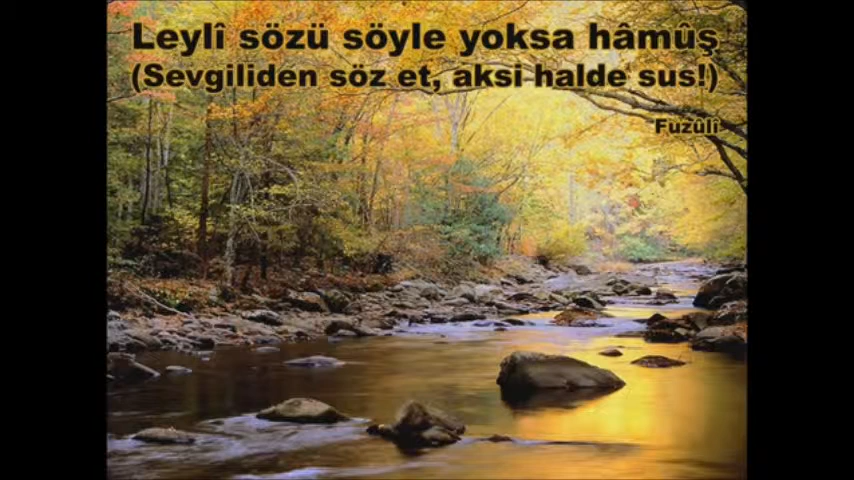 Leylî sözü söyle yoksa hâmûş
(Sevgiliden söz et, aksi halde sus!)
Fuzûlî